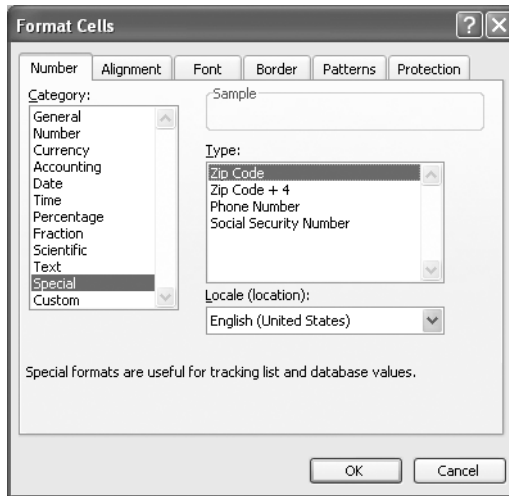 Format Cells
Number Alignment Font Border Patterns Protection
Category:
General
Number
Currency
Accounting
Date
Time
Percentage
Fraction
Scientific
Text
Special
Custom
Sample
Type:
Zip Code
Zip Code + 4
Phone Number
Social Security Number
Locale (location):
English (United States)
Special formats are useful for tracking list and database values.
OK Cancel